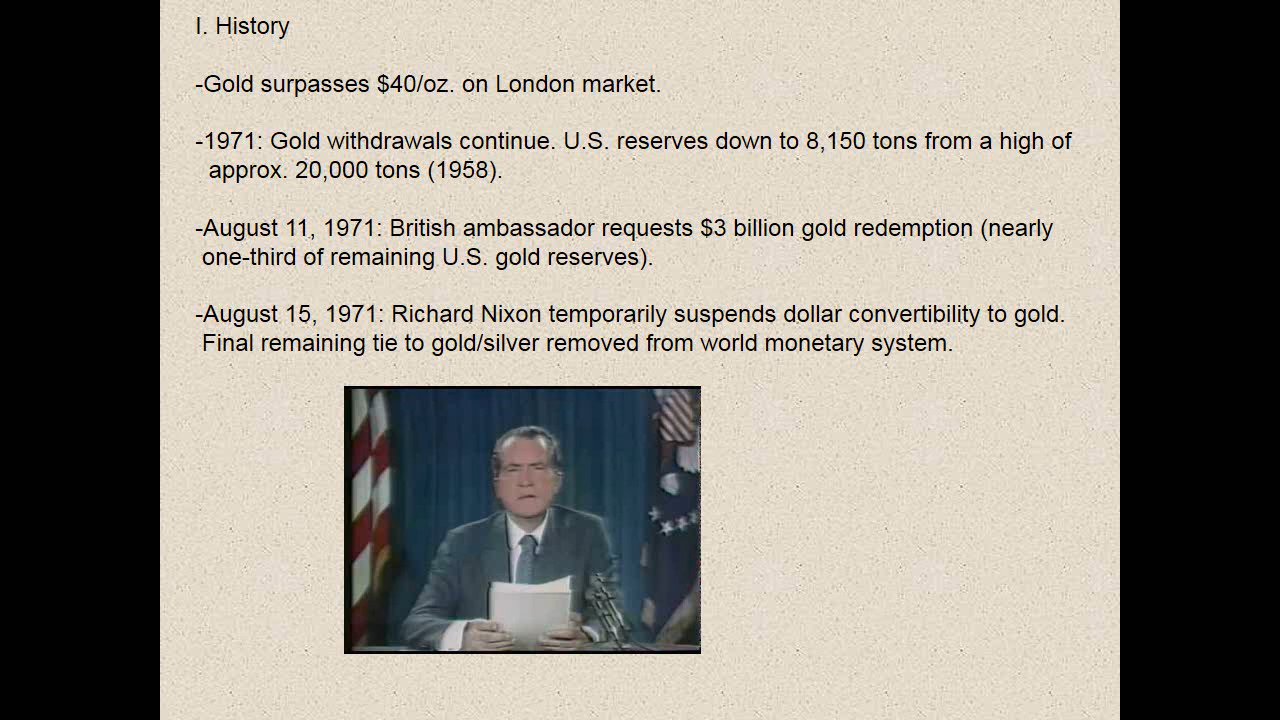 I. History
-Gold surpasses $40/oz. on London market.
-1971: Gold withdrawals continue. U.S. reserves down to 8,150 tons from a high of
approx. 20,000 tons (1958).
-August 11, 1971: British ambassador requests $3 billion gold redemption (nearly
one-third of remaining U.S. gold reserves).
-August 15, 1971: Richard Nixon temporarily suspends dollar convertibility to gold.
Final remaining tie to gold/silver removed from world monetary system.